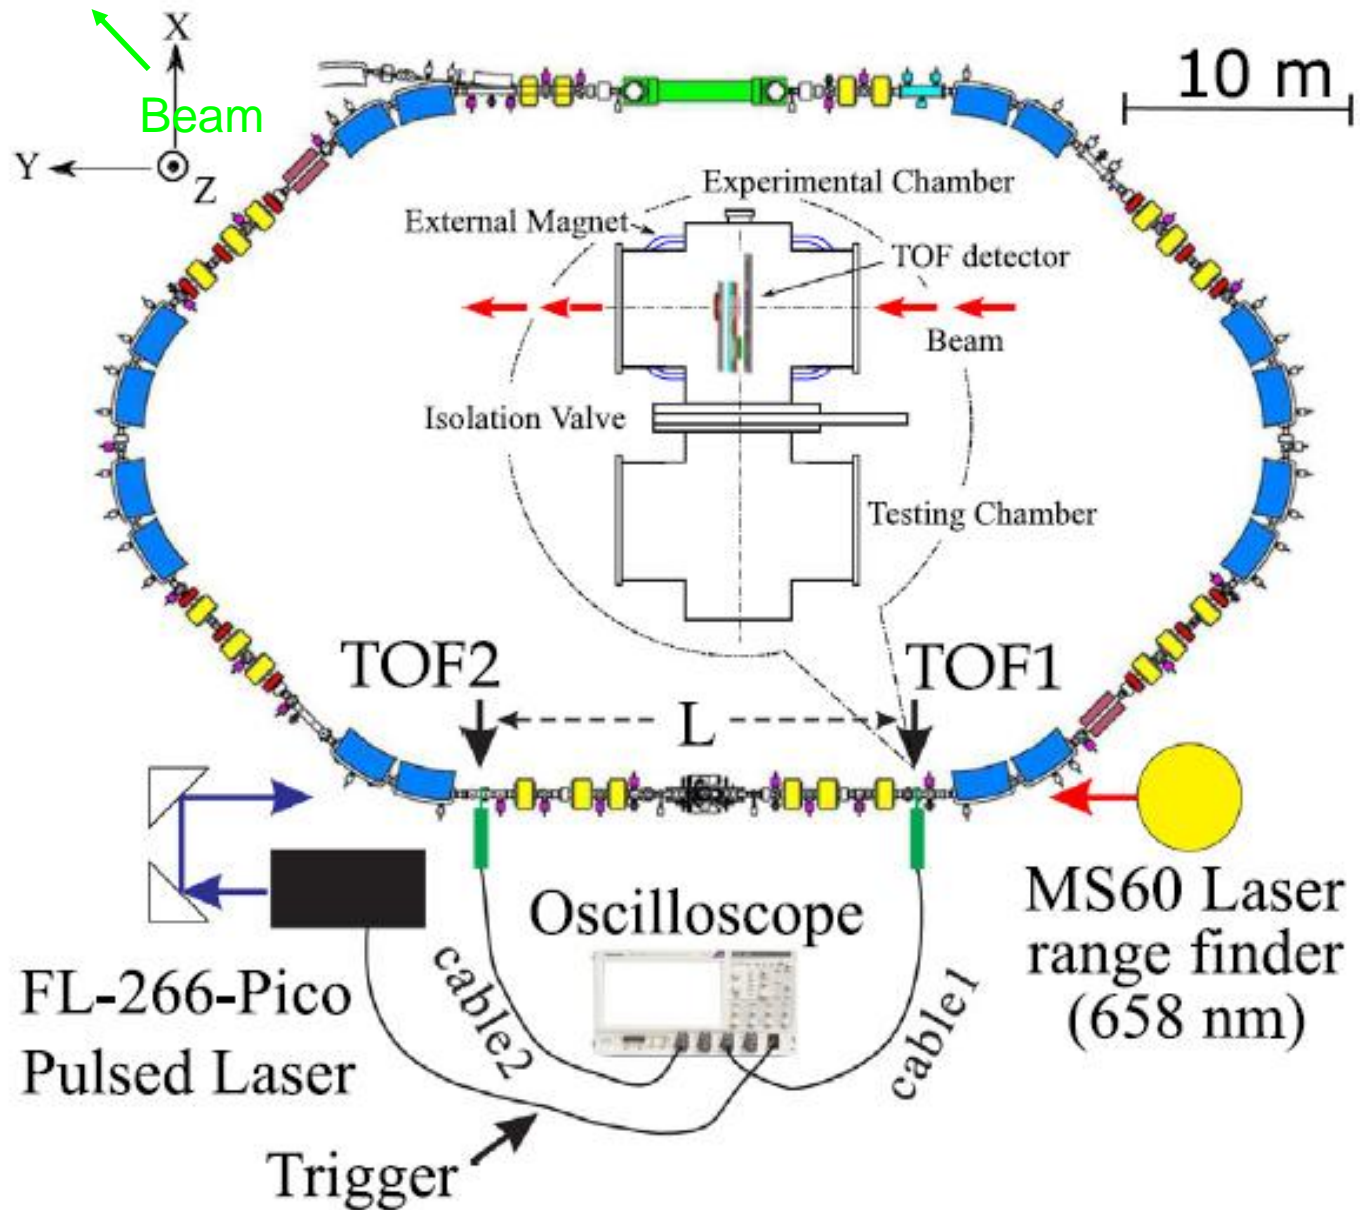 X
10 m
Beam
Y
Z
Experimental Chamber
External Magnet
TOF detector
Beam
Isolation Valve
Testing Chamber
TOF2
TOF1
L
MS60 Laser
range finder
(658 nm)
Oscilloscope
FL-266-Pico
Pulsed Laser
cable2
cable1
Trigger